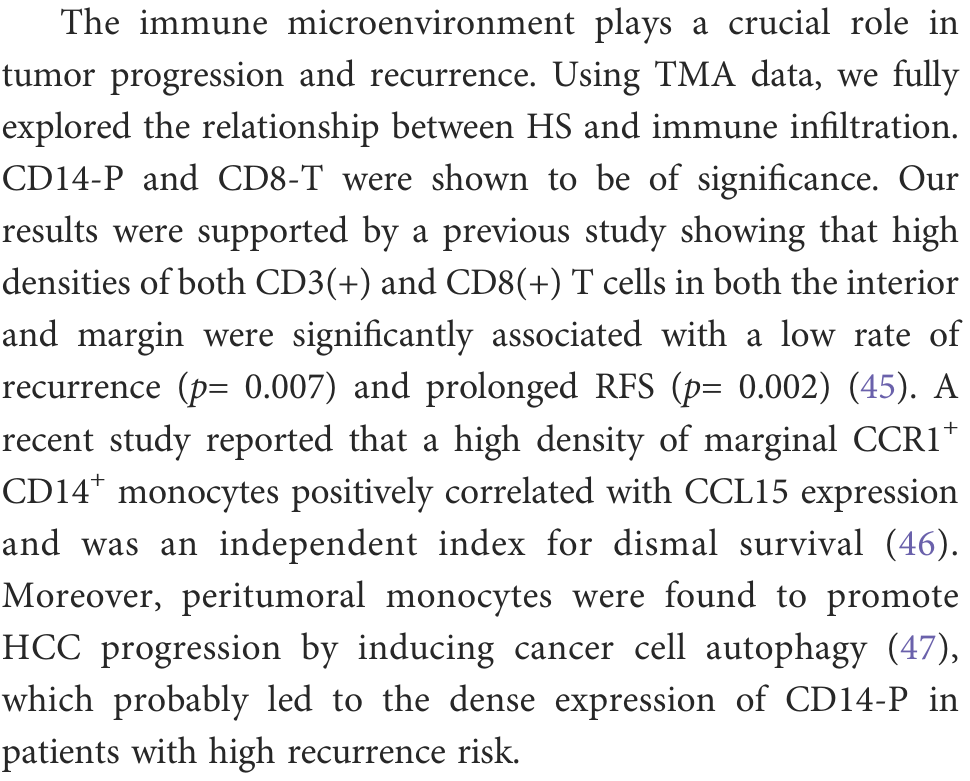 The immune microenvironment plays a crucial role in
tumor progression and recurrence. Using TMA data, we fully
explored the relationship between HS and immune infiltration.
CD14-P and CD8-T were shown to be of significance. Our
results were supported by a previous study showing that high
densities of both CD3(+) and CD8(+) T cells in both the interior
and margin were significantly associated with a low rate of
recurrence (p= 0.007) and prolonged RFS (p= 0.002) (45). A
recent study reported that a high density of marginal CCR1⁺
CD14⁺ monocytes positively correlated with CCL15 expression
and was an independent index for dismal survival (46).
Moreover, peritumoral monocytes were found to promote
HCC progression by inducing cancer cell autophagy (47),
which probably led to the dense expression of CD14-P in
patients with high recurrence risk.